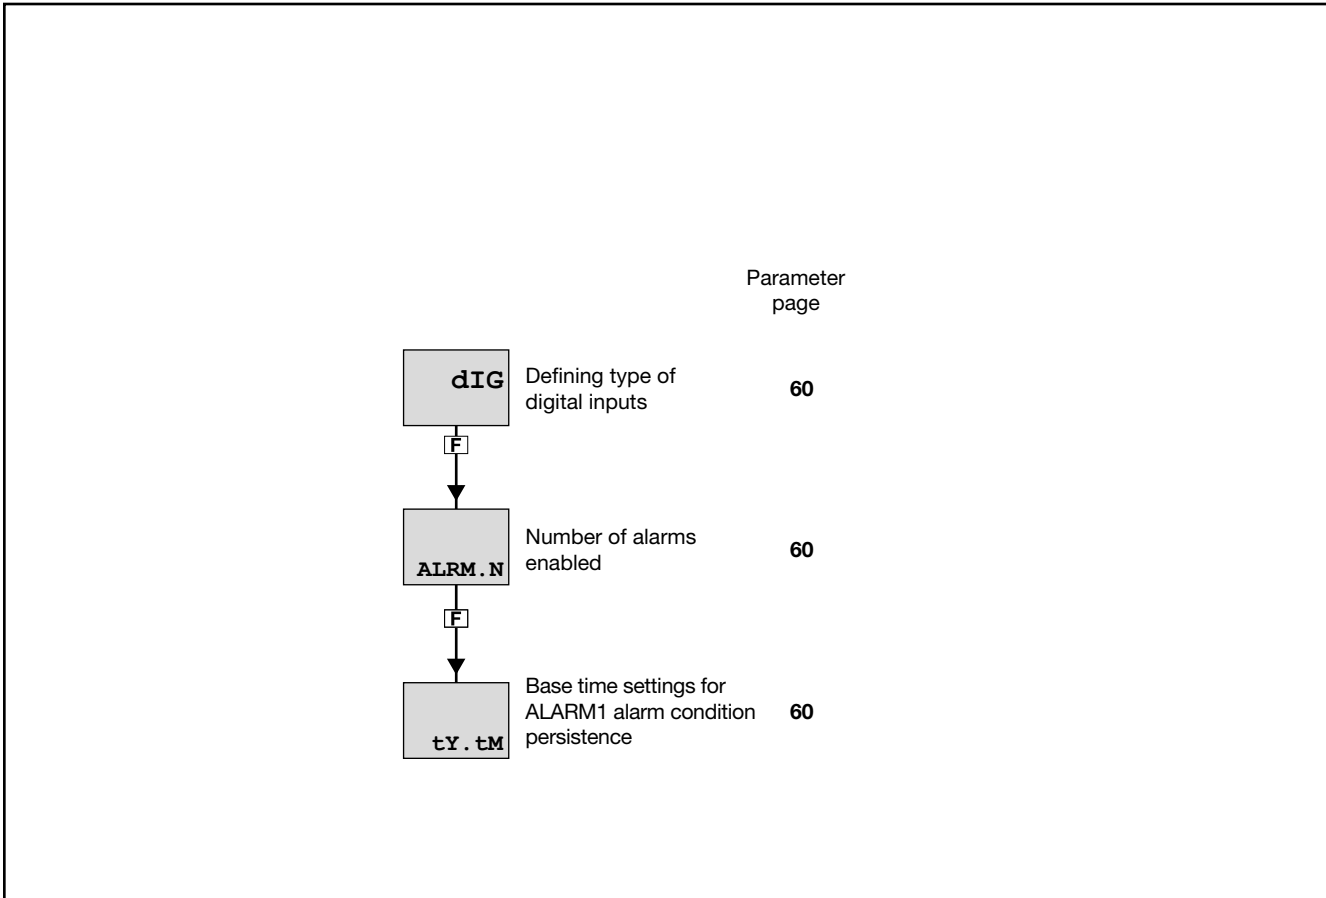 Parameter
page
dIG
Defining type of
digital inputs
60
F
ALRM.N
Number of alarms
enabled
60
F
tY.tM
Base time settings for
ALARM1 alarm condition
persistence
60